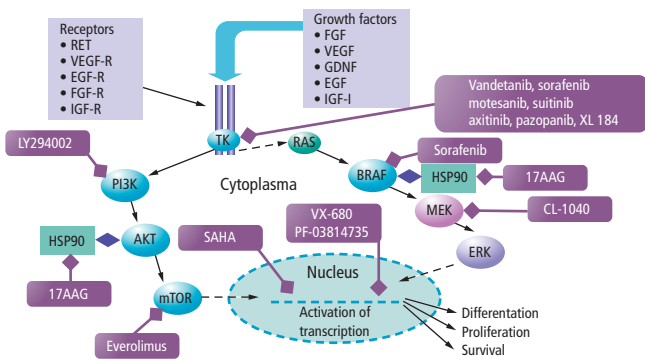 Receptors
• RET
• VEGF-R
• EGF-R
• FGF-R
• IGF-R
Growth factors
• FGF
• VEGF
• GDNF
• EGF
• IGF-I
Vandetanib, sorafenib
motesanib, suitinib
axitinib, pazopanib, XL 184
TK
RAS
LY294002
Sorafenib
PI3K
Cytoplasma
BRAF
HSP90
17AAG
MEK
CL-1040
VX-680
PF-03814735
SAHA
HSP90
AKT
ERK
17AAG
Nucleus
mTOR
Activation of
transcription
Differentation
Proliferation
Survival
Everolimus